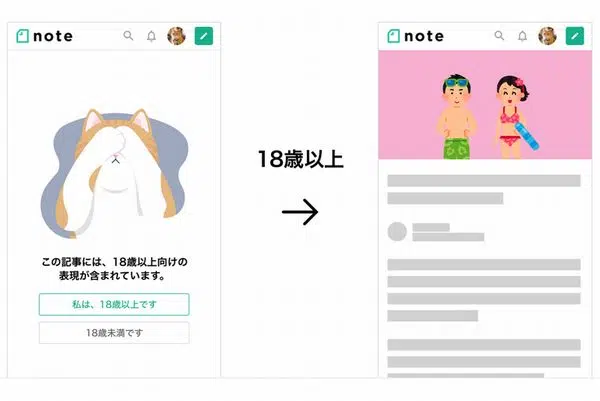 note
この記事には、18歳以上向けの
表現が含まれています。
私は、18歳以上です
18歳未満です
18歳以上
note